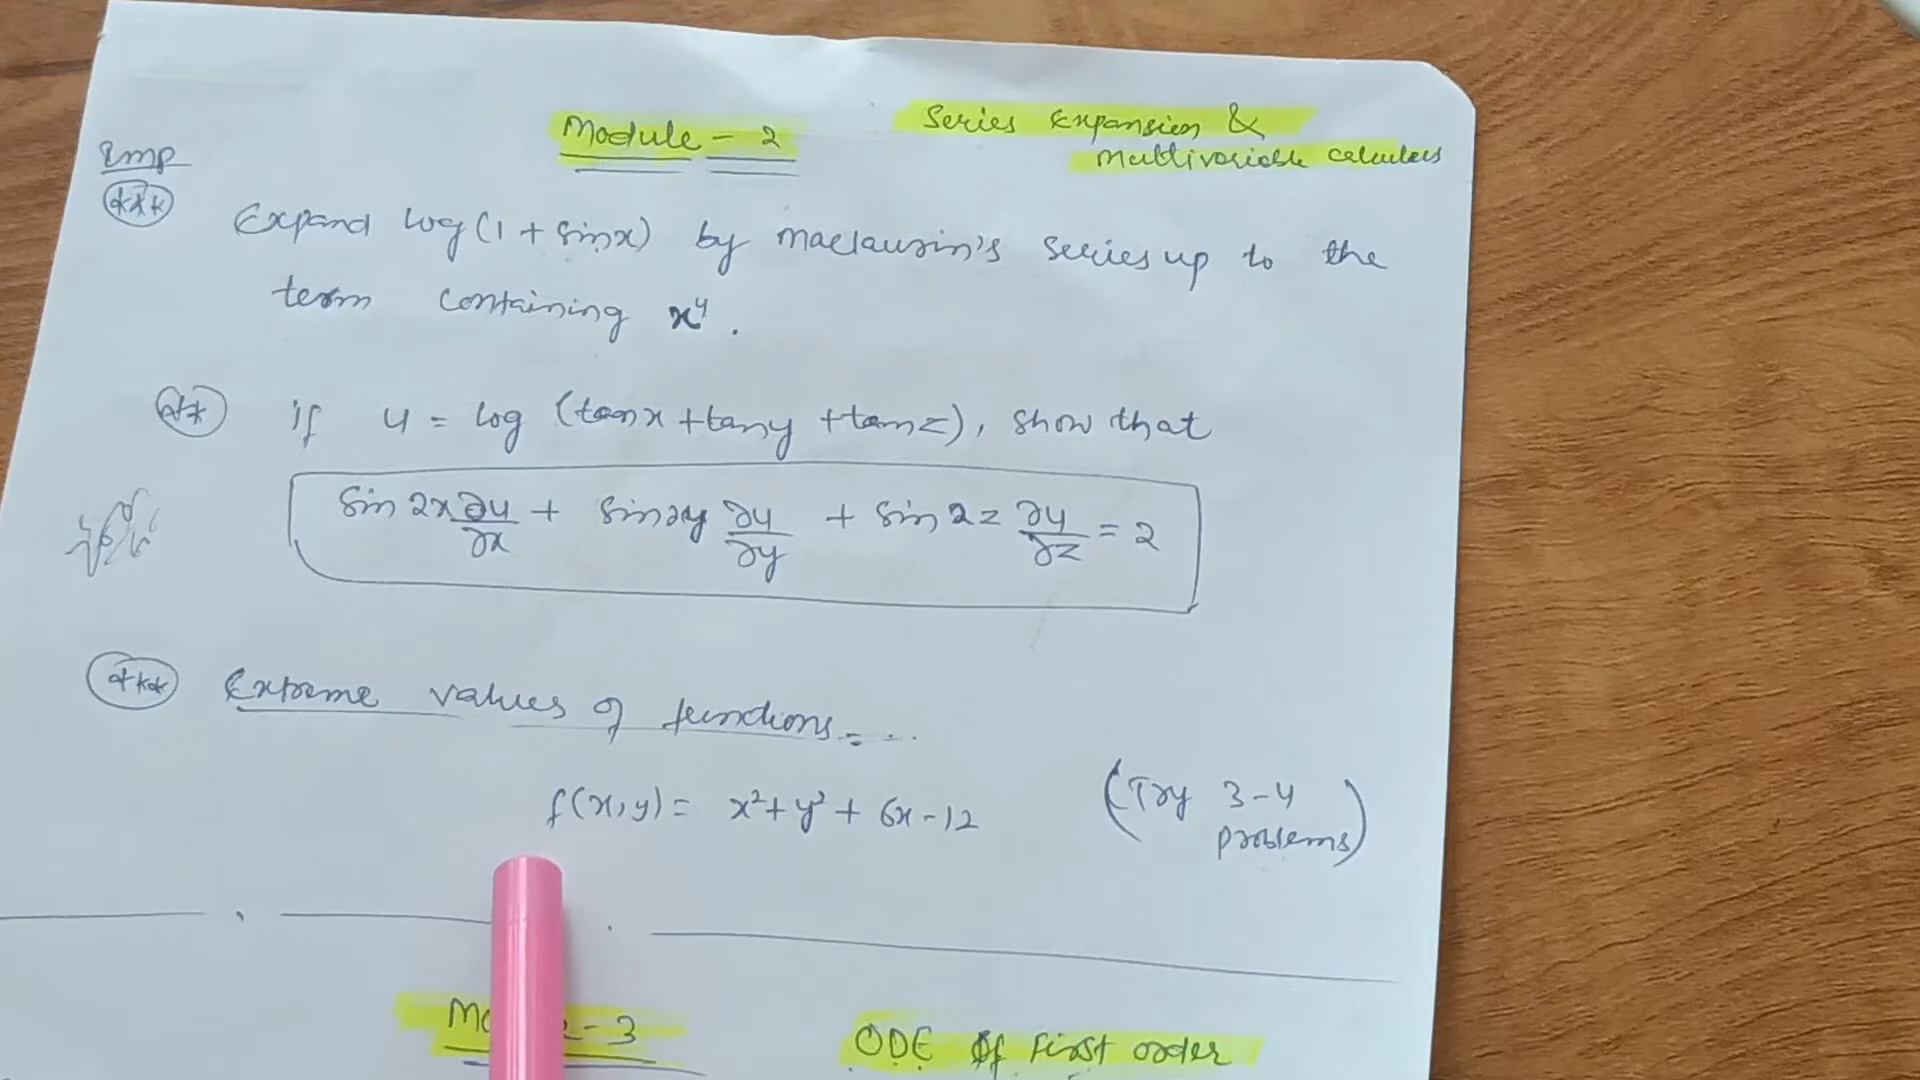 Module - 2
Series Expansion &
Multivariable calculus
Imp
***
Expand log(1 + sinx) by maclaurin's series up to the
term containing x⁴.
**
If u = log (tanx + tany + tanz), show that
sin 2x ∂u/∂x + sin2y ∂u/∂y + sin 2z ∂u/∂z = 2
***
Extreme values of functions = ...
f(x,y) = x² + y² + 6x - 12
(Try 3-4
problems)
- 3
ODE of first order